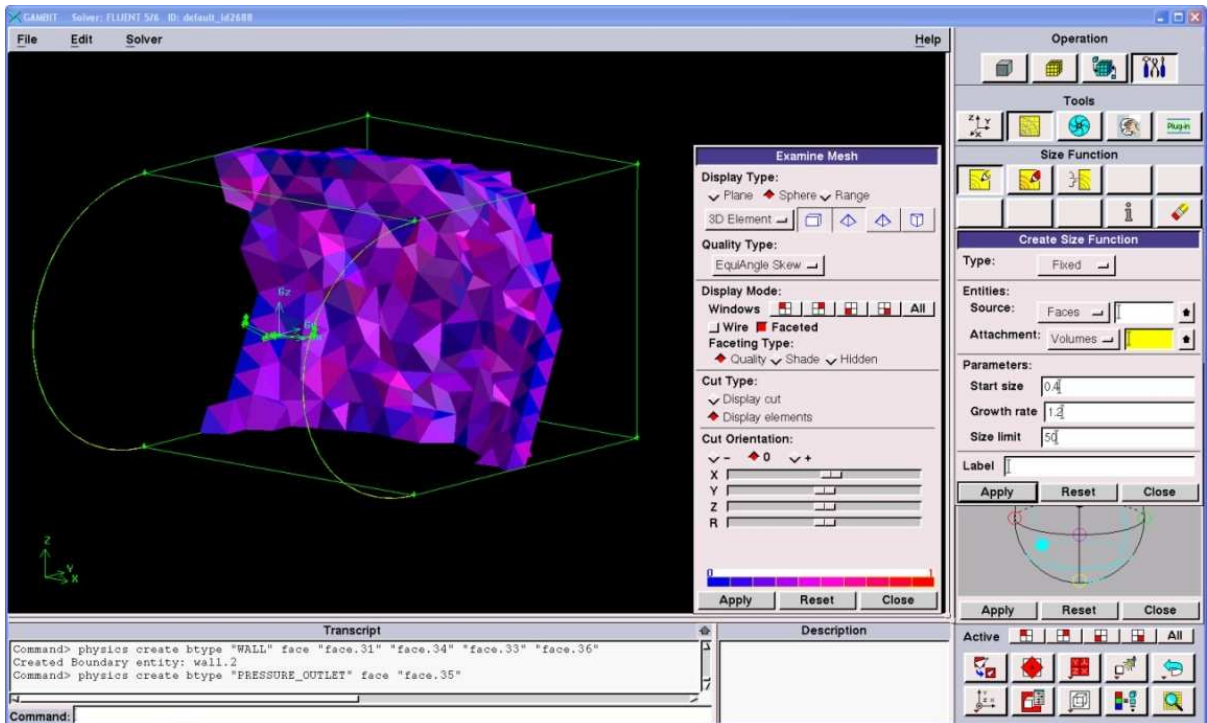 GAMBIT Solver: FLUENT 5/6 ID: default_id2688
File Edit Solver Help
Operation
Tools
Plug-in
Size Function
Create Size Function
Type: Fixed
Entities:
Source: Faces
Attachment: Volumes
Parameters:
Start size 0.4
Growth rate 1.2
Size limit 50
Label
Apply Reset Close
Examine Mesh
Display Type:
Plane Sphere Range
3D Element
Quality Type:
EquiAngle Skew
Display Mode:
Windows All
Wire Faceted
Faceting Type:
Quality Shade Hidden
Cut Type:
Display cut
Display elements
Cut Orientation:
- 0 +
X
Y
Z
R
0 1
Apply Reset Close
Gz
Z
Y
X
Apply Reset Close
Transcript
Command> physics create btype "WALL" face "face.31" "face.34" "face.33" "face.36"
Created Boundary entity: wall.2
Command> physics create btype "PRESSURE_OUTLET" face "face.35"
Command:
Description
Active All